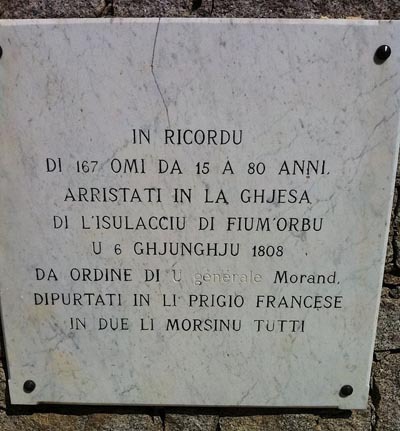 IN RICORDU
DI 167 OMI DA 15 A 80 ANNI.
ARRISTATI IN LA GHJESA
DI L'ISULACCIU DI FIUM'ORBU
U 6 GHJUNGHJU 1808
DA ORDINE DI U générale Morand.
DIPURTATI IN LI PRIGIO FRANCESE
IN DUE LI MORSINU TUTTI